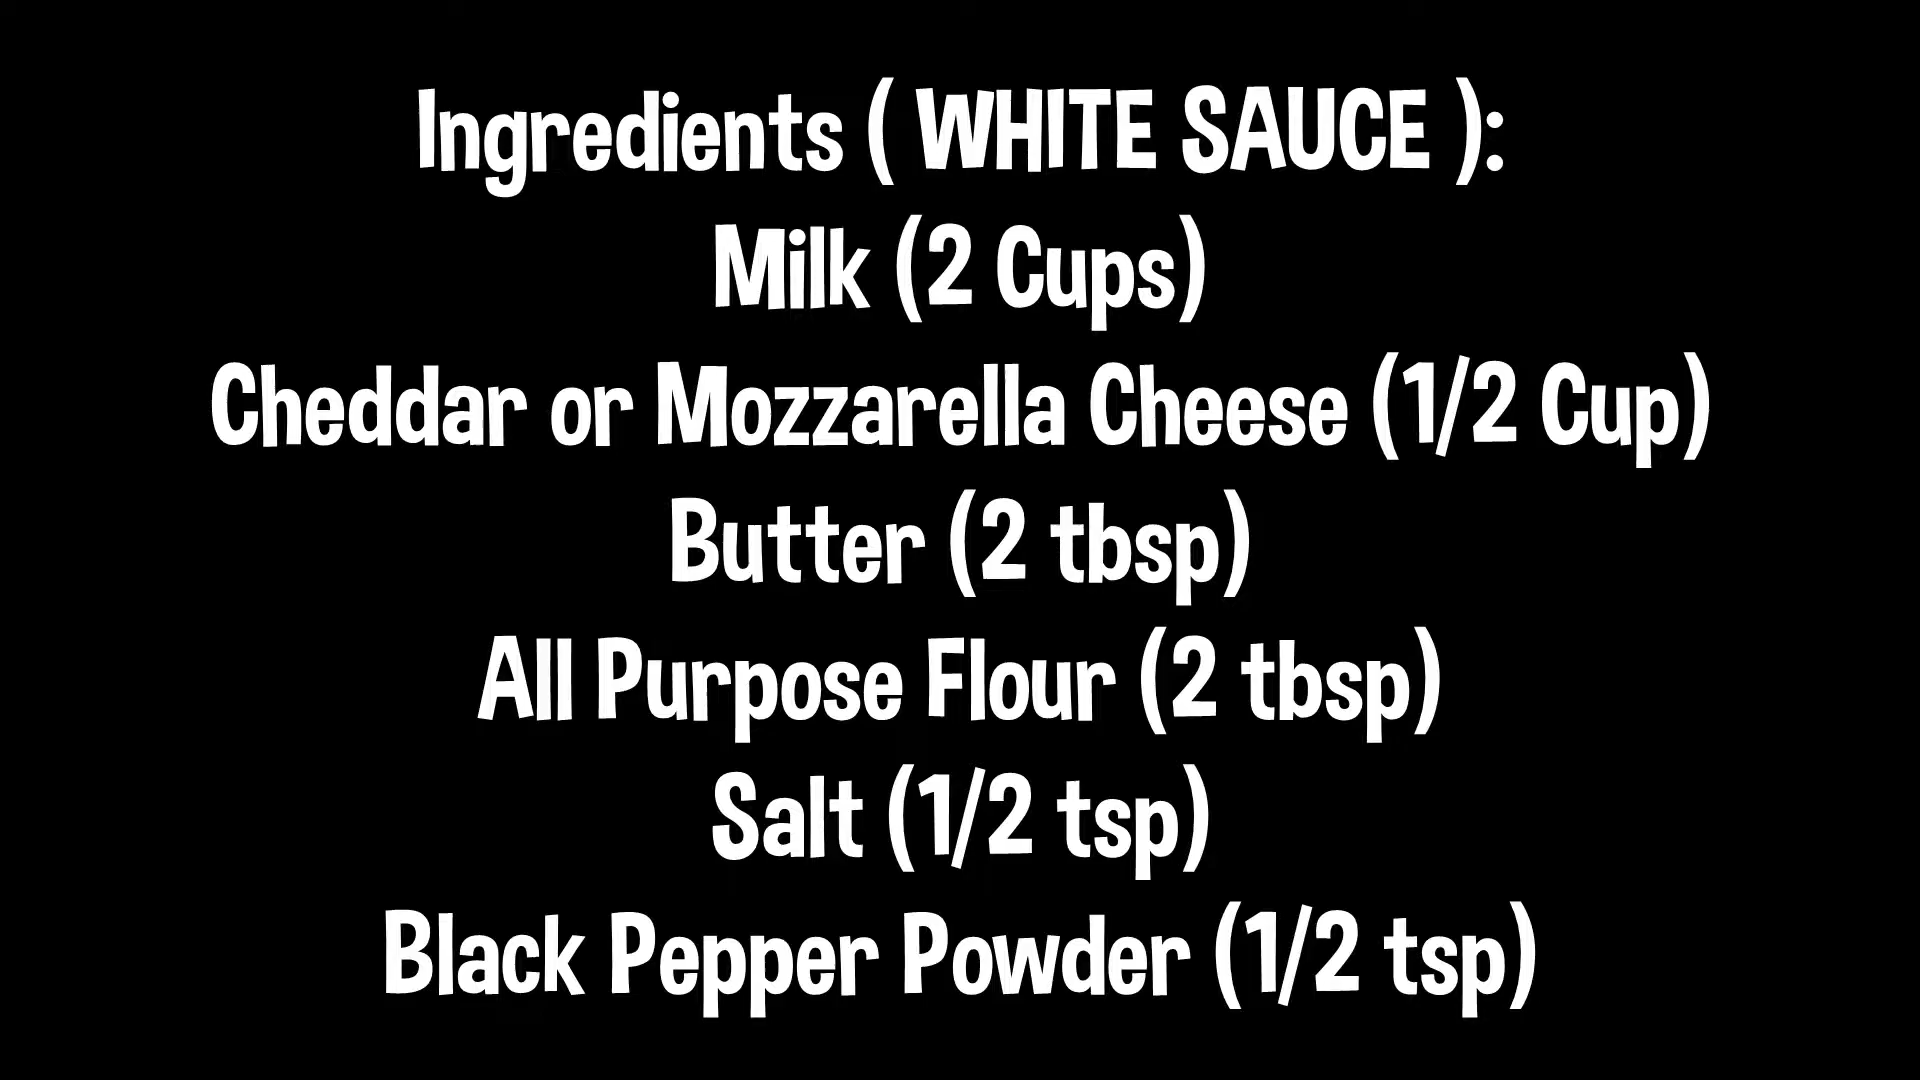 Ingredients ( WHITE SAUCE ):
Milk (2 Cups)
Cheddar or Mozzarella Cheese (1/2 Cup)
Butter (2 tbsp)
All Purpose Flour (2 tbsp)
Salt (1/2 tsp)
Black Pepper Powder (1/2 tsp)